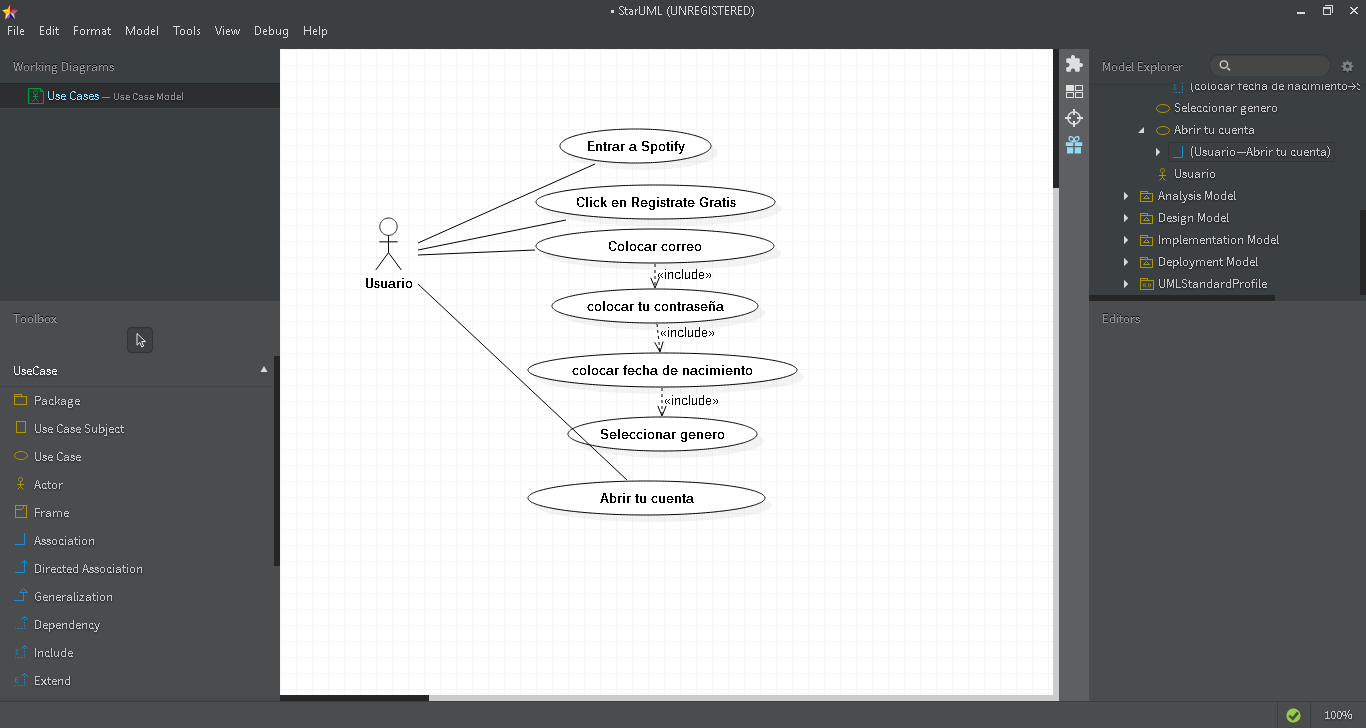 • StarUML (UNREGISTERED)
File Edit Format Model Tools View Debug Help
Working Diagrams
Use Cases — Use Case Model
Toolbox
UseCase
Package
Use Case Subject
Use Case
Actor
Frame
Association
Directed Association
Generalization
Dependency
Include
Extend
Entrar a Spotify
Click en Registrate Gratis
Colocar correo
«include»
colocar tu contraseña
«include»
colocar fecha de nacimiento
«include»
Seleccionar genero
Abrir tu cuenta
Usuario
Model Explorer
(colocar fecha de nacimiento→S
Seleccionar genero
Abrir tu cuenta
(Usuario—Abrir tu cuenta)
Usuario
Analysis Model
Design Model
Implementation Model
Deployment Model
UMLStandardProfile
Editors
100%